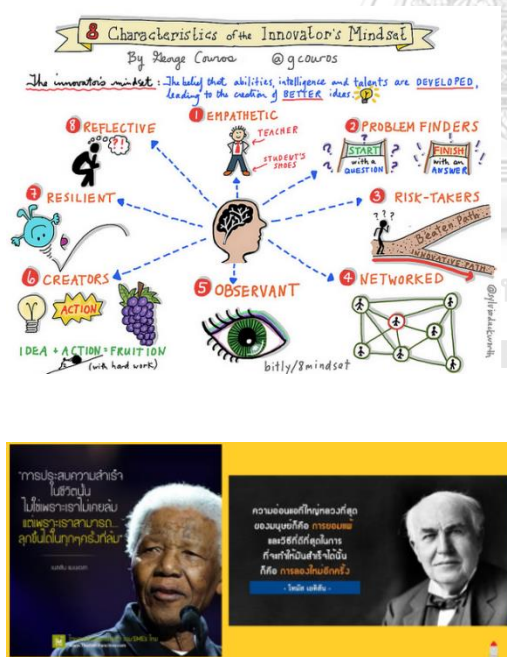 8 Characteristics of the Innovator's Mindset
By George Couros @gcouros
The innovator's mindset : The belief that abilities, intelligence and talents are DEVELOPED,
leading to the creation of BETTER ideas.
1 EMPATHETIC
TEACHER
STUDENT'S
SHOES
2 PROBLEM FINDERS
START
with a
QUESTION
FINISH
with an
ANSWER
3 RISK-TAKERS
? ? ?
Beaten Path
INNOVATIVE PATH
4 NETWORKED
5 OBSERVANT
6 CREATORS
ACTION
IDEA + ACTION = FRUITION
(with hard work)
7 RESILIENT
8 REFLECTIVE
?!
bitly/8mindset
@sylviaduckworth
"การประสบความสำเร็จ
ในชีวิตนั้น
ไม่ใช่เพราะเราไม่เคยล้ม
แต่เพราะเราสามารถ...
ลุกขึ้นได้ในทุกๆครั้งที่ล้ม"
เนลสัน แมนเดลา
ความอ่อนแอที่ใหญ่หลวงที่สุด
ของมนุษย์ก็คือ การยอมแพ้
และวิธีที่ดีที่สุดในการ
ที่จะทำให้มันสำเร็จได้นั้น
ก็คือ การลองใหม่อีกครั้ง
- โทมัส เอดิสัน -